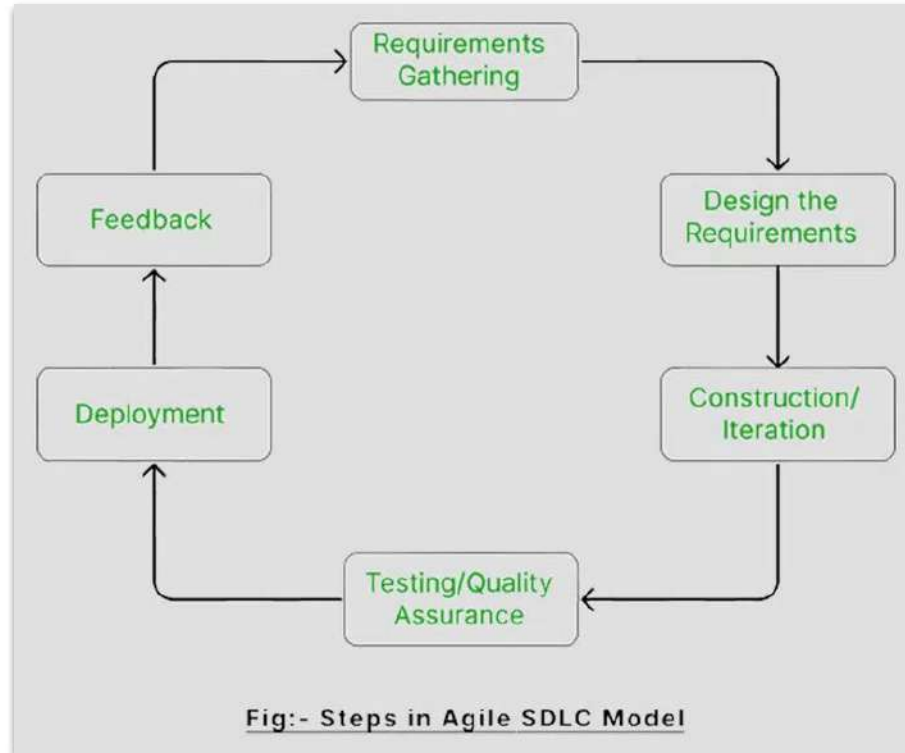 Requirements
Gathering
Design the
Requirements
Construction/
Iteration
Testing/Quality
Assurance
Deployment
Feedback
Fig:- Steps in Agile SDLC Model